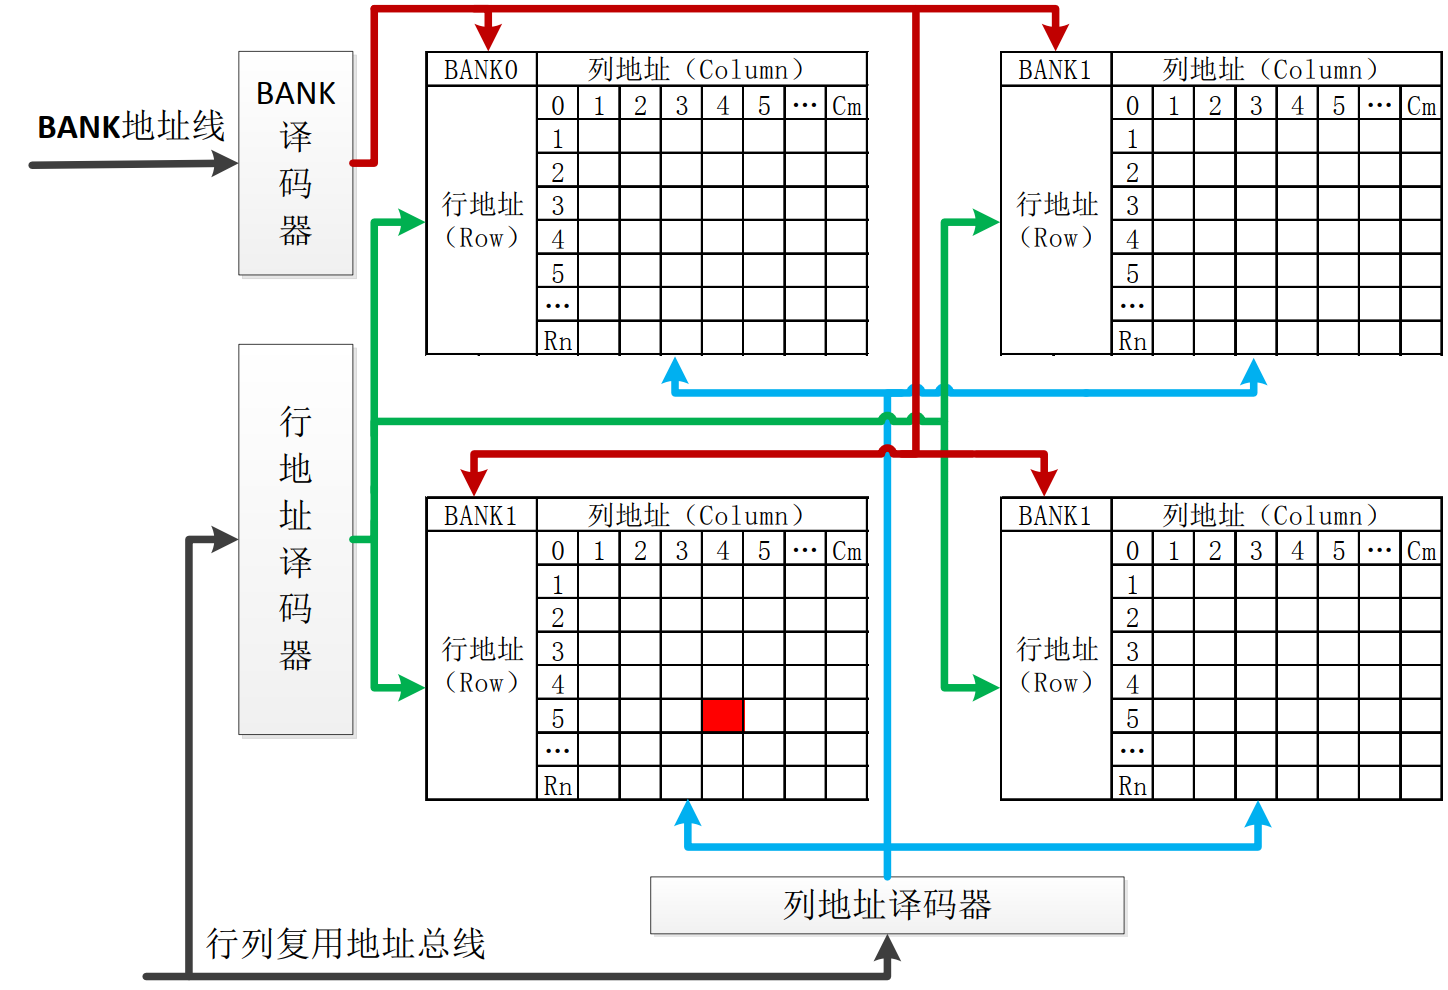 BANK地址线
BANK
译
码
器
行
地
址
译
码
器
行列复用地址总线
列地址译码器
BANK0 列地址（Column）
0 1 2 3 4 5 … Cm
1
2
行地址 3
（Row） 4
5
…
Rn
BANK1 列地址（Column）
0 1 2 3 4 5 … Cm
1
2
行地址 3
（Row） 4
5
…
Rn
BANK1 列地址（Column）
0 1 2 3 4 5 … Cm
1
2
行地址 3
（Row） 4
5
…
Rn
BANK1 列地址（Column）
0 1 2 3 4 5 … Cm
1
2
行地址 3
（Row） 4
5
…
Rn